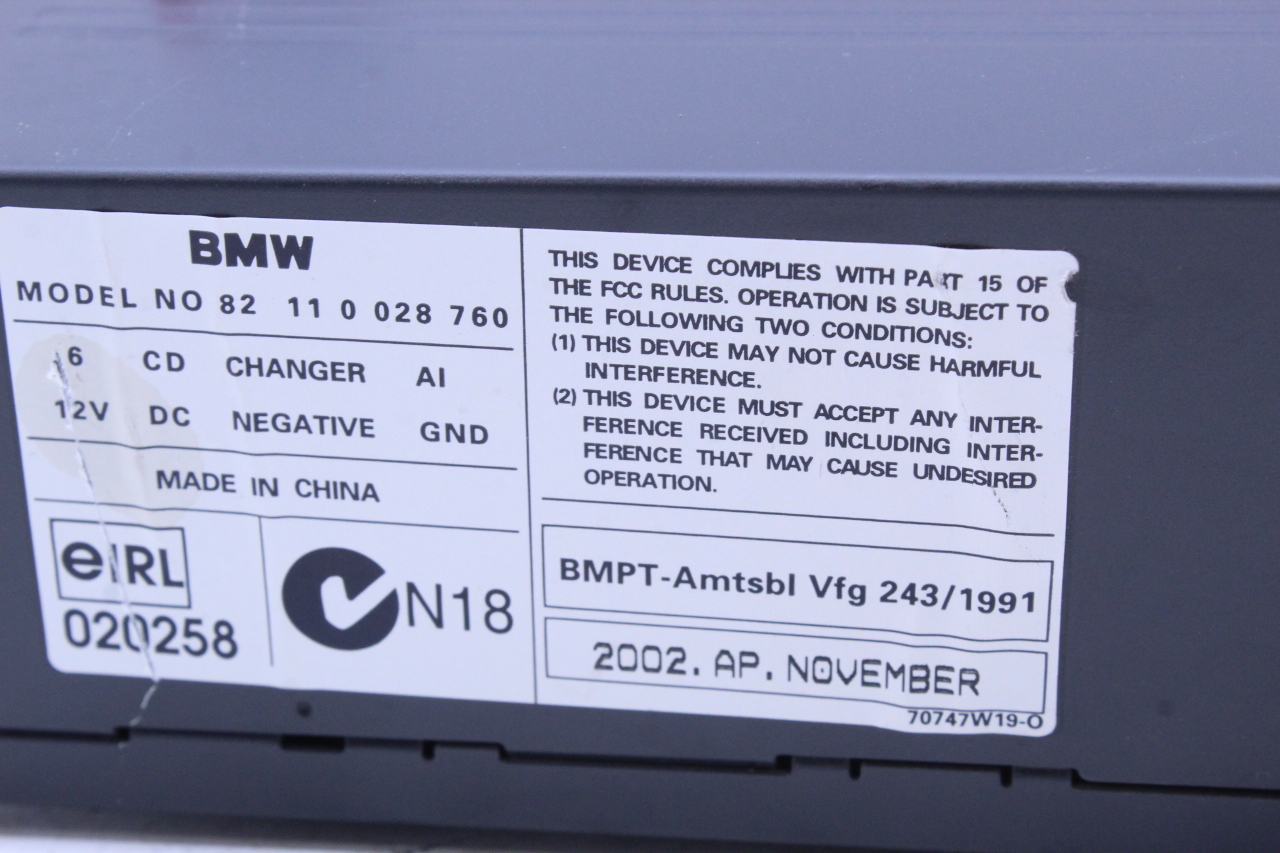 BMW
MODEL NO 82 11 0 028 760
6 CD CHANGER AI
12V DC NEGATIVE GND
MADE IN CHINA
eIRL
020258
N18
THIS DEVICE COMPLIES WITH PART 15 OF
THE FCC RULES. OPERATION IS SUBJECT TO
THE FOLLOWING TWO CONDITIONS:
(1) THIS DEVICE MAY NOT CAUSE HARMFUL
INTERFERENCE.
(2) THIS DEVICE MUST ACCEPT ANY INTER-
FERENCE RECEIVED INCLUDING INTER-
FERENCE THAT MAY CAUSE UNDESIRED
OPERATION.
BMPT-Amtsbl Vfg 243/1991
2002. AP. NOVEMBER
70747W19-O